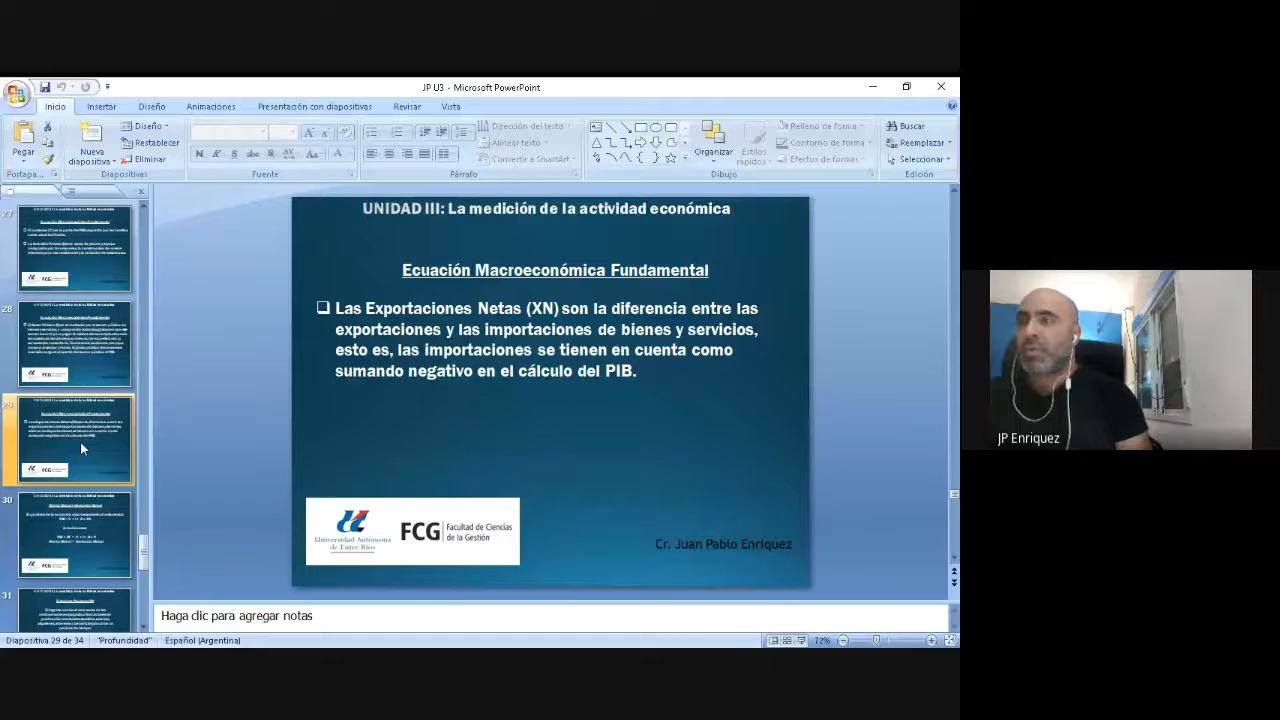 JP U3 - Microsoft PowerPoint
Inicio
Insertar
Diseño
Animaciones
Presentación con diapositivas
Revisar
Vista
Pegar
Portapa...
Nueva diapositiva
Diseño
Restablecer
Eliminar
Diapositivas
Fuente
Dirección del texto
Alinear texto
Convertir a SmartArt
Párrafo
Organizar
Estilos rápidos
Relleno de forma
Contorno de forma
Efectos de formas
Dibujo
Buscar
Reemplazar
Seleccionar
Edición
27
28
29
30
31
UNIDAD III: La medición de la actividad económica
Ecuación Macroeconómica Fundamental
Las Exportaciones Netas (XN) son la diferencia entre las
exportaciones y las importaciones de bienes y servicios,
esto es, las importaciones se tienen en cuenta como
sumando negativo en el cálculo del PIB.
Universidad Autónoma
de Entre Ríos
FCG
Facultad de Ciencias
de la Gestión
Cr. Juan Pablo Enriquez
JP Enriquez
Haga clic para agregar notas
Diapositiva 29 de 34
"Profundidad"
Español (Argentina)
72%